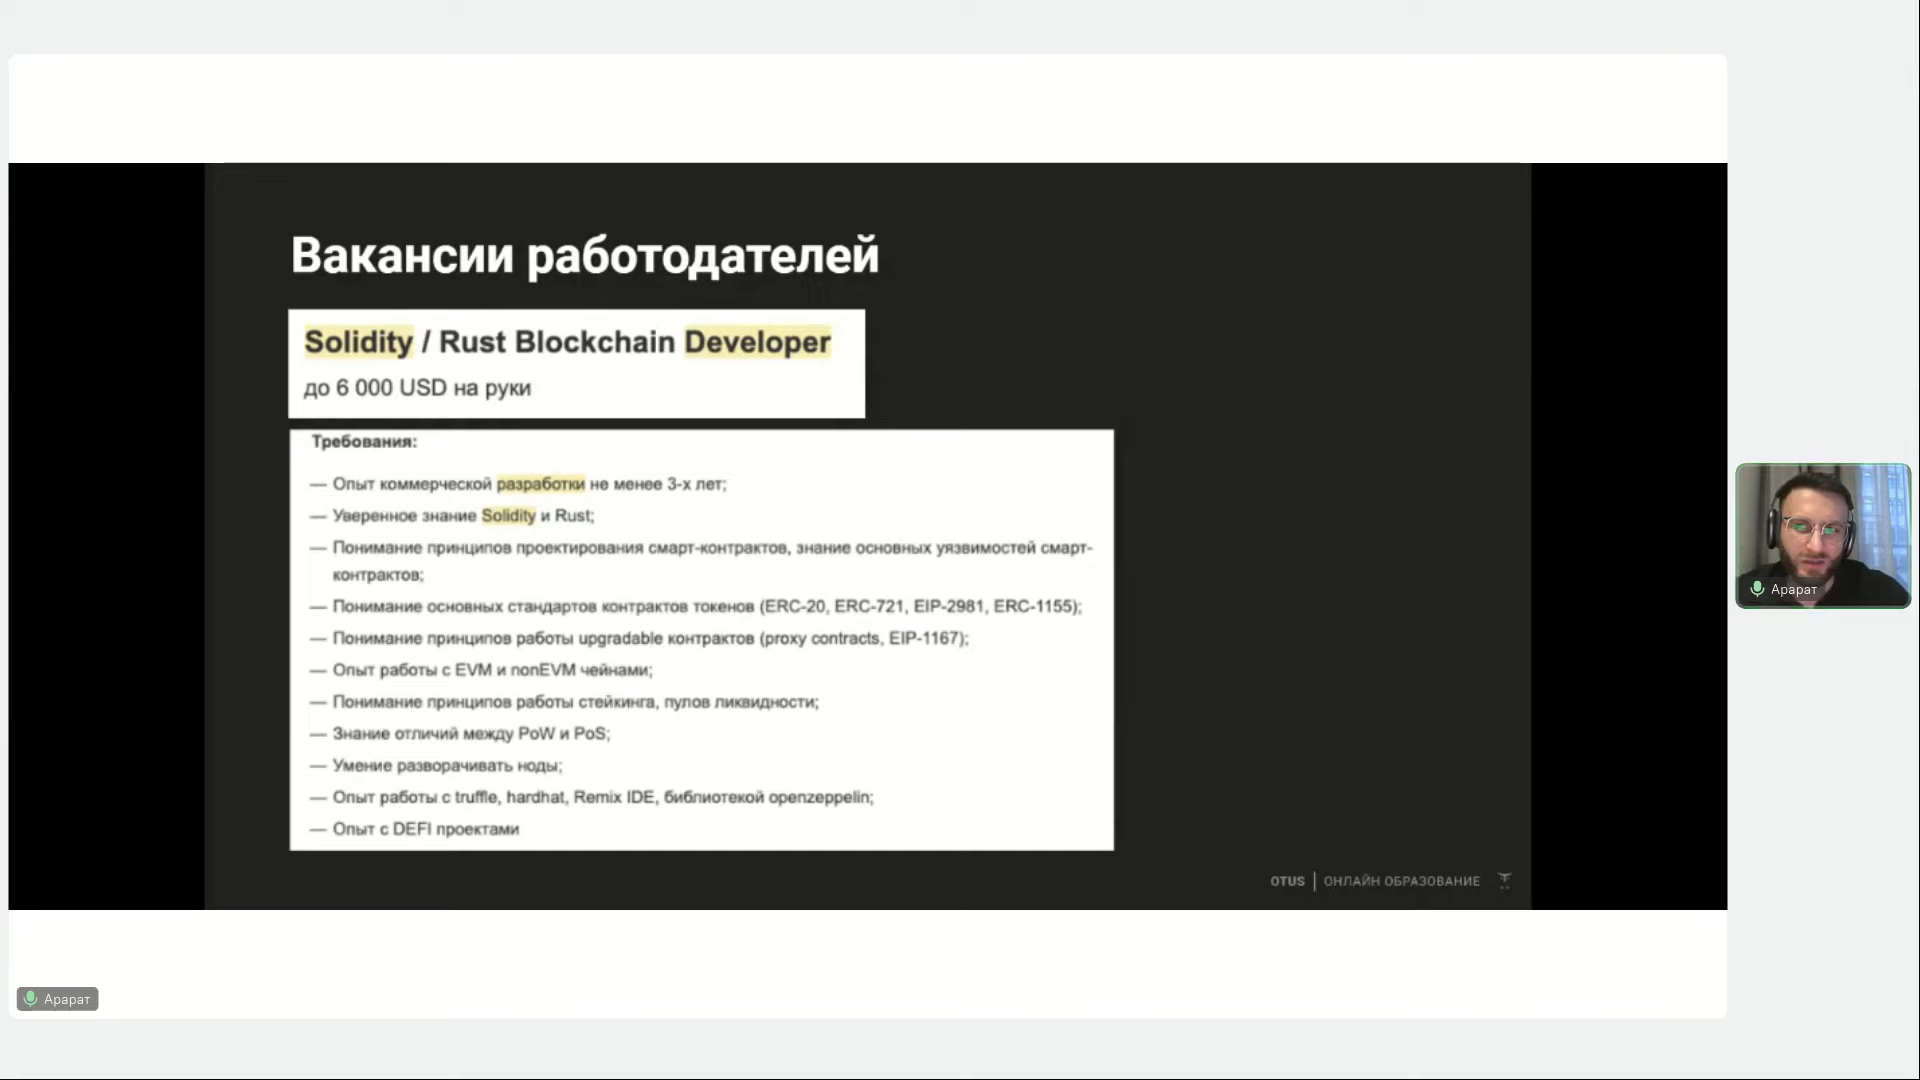 Вакансии работодателей
Solidity / Rust Blockchain Developer
до 6 000 USD на руки
Требования:
— Опыт коммерческой разработки не менее 3-х лет;
— Уверенное знание Solidity и Rust;
— Понимание принципов проектирования смарт-контрактов, знание основных уязвимостей смарт-
контрактов;
— Понимание основных стандартов контрактов токенов (ERC-20, ERC-721, EIP-2981, ERC-1155);
— Понимание принципов работы upgradable контрактов (proxy contracts, EIP-1167);
— Опыт работы с EVM и nonEVM чейнами;
— Понимание принципов работы стейкинга, пулов ликвидности;
— Знание отличий между PoW и PoS;
— Умение разворачивать ноды;
— Опыт работы с truffle, hardhat, Remix IDE, библиотекой openzeppelin;
— Опыт с DEFI проектами
OTUS | ОНЛАЙН ОБРАЗОВАНИЕ
Арарат
Арарат